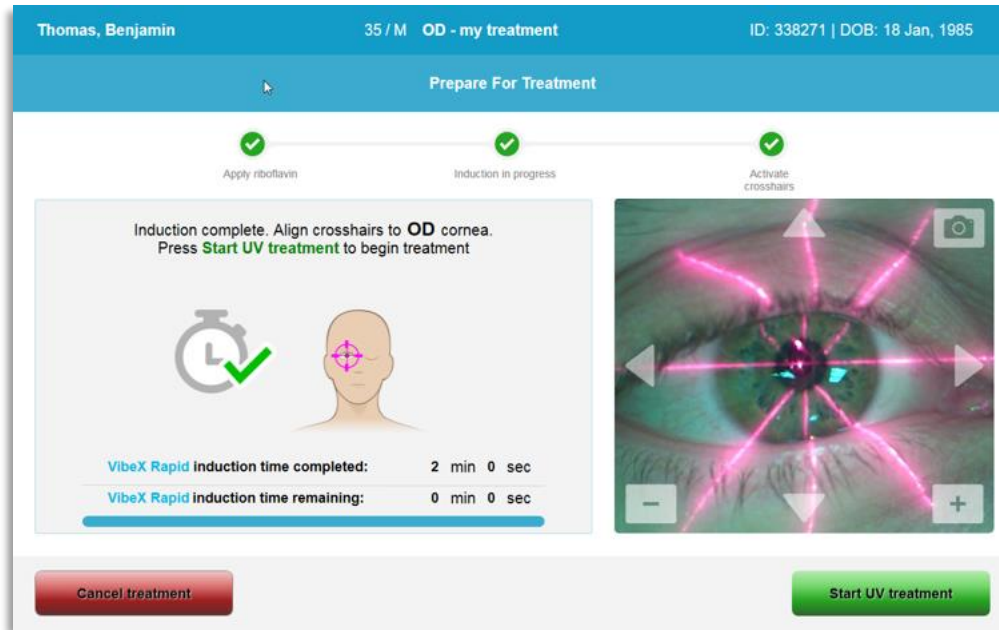 Thomas, Benjamin 35 / M OD - my treatment ID: 338271 | DOB: 18 Jan, 1985
Prepare For Treatment
Apply riboflavin
Induction in progress
Activate
crosshairs
Induction complete. Align crosshairs to OD cornea.
Press Start UV treatment to begin treatment
VibeX Rapid induction time completed: 2 min 0 sec
VibeX Rapid induction time remaining: 0 min 0 sec
Cancel treatment
Start UV treatment